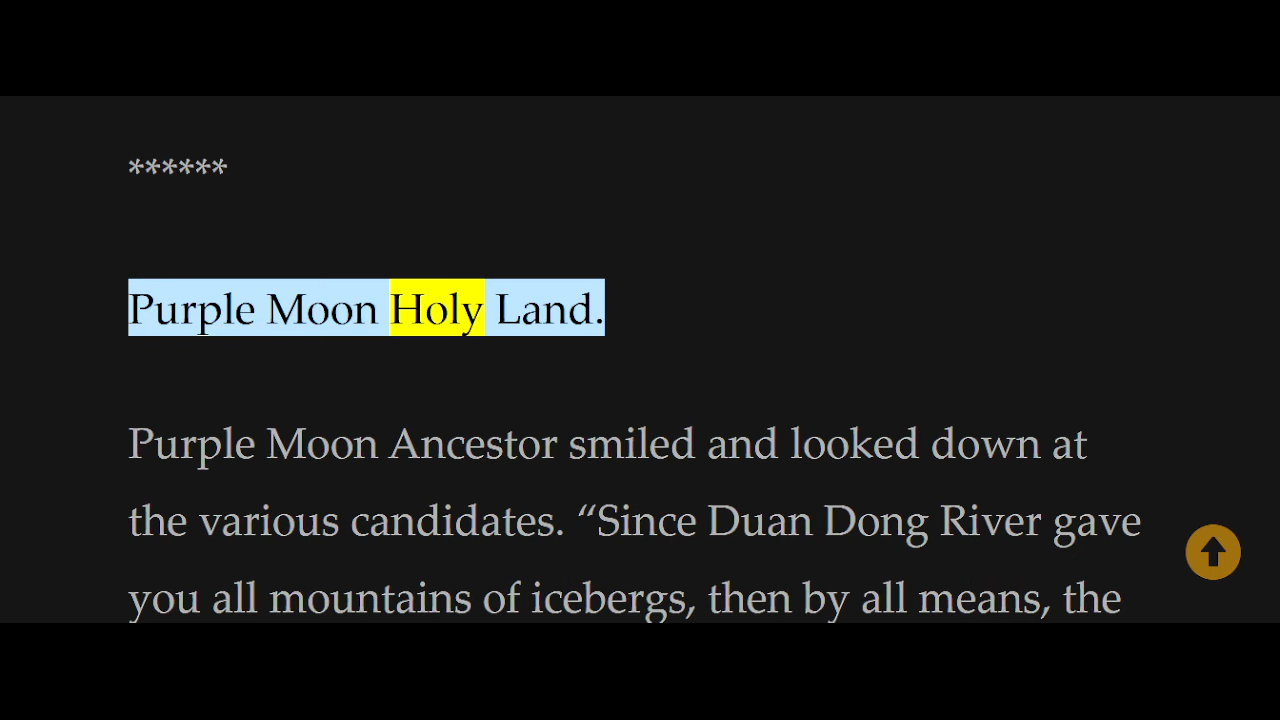 ******
Purple Moon Holy Land.
Purple Moon Ancestor smiled and looked down at
the various candidates. “Since Duan Dong River gave
you all mountains of icebergs, then by all means, the